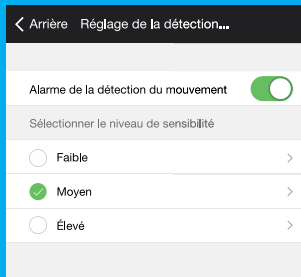 Arrière Réglage de la détection...
Alarme de la détection du mouvement
Sélectionner le niveau de sensibilité
Faible
Moyen
Élevé